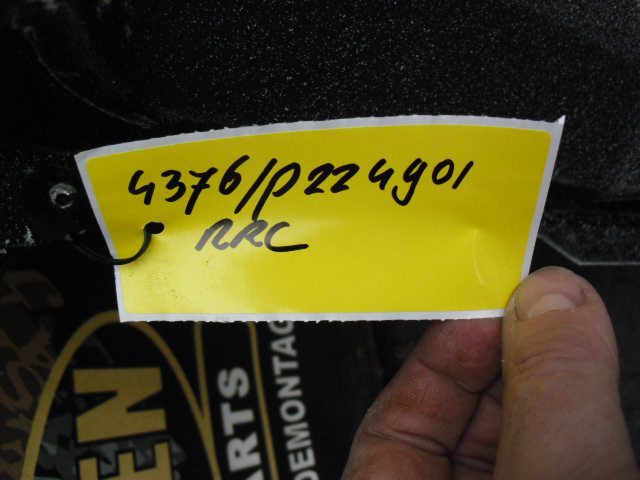 4376/P224901
RRC
EN
ARTS
DEMONTAG